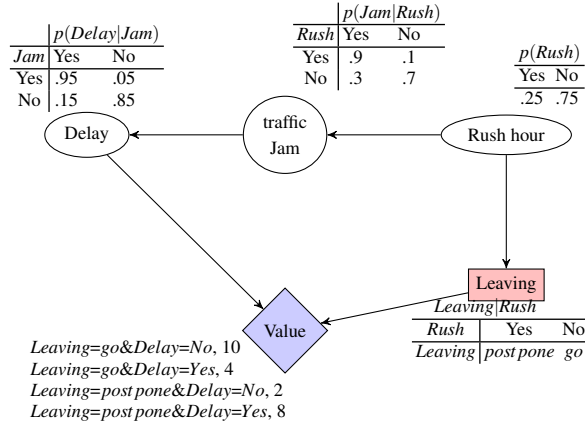 p(Delay|Jam)
Jam Yes No
Yes .95 .05
No .15 .85
p(Jam|Rush)
Rush Yes No
Yes .9 .1
No .3 .7
p(Rush)
Yes No
.25 .75
Delay
traffic
Jam
Rush hour
Leaving
Leaving|Rush
Rush Yes No
Leaving postpone go
Value
Leaving=go&Delay=No, 10
Leaving=go&Delay=Yes, 4
Leaving=postpone&Delay=No, 2
Leaving=postpone&Delay=Yes, 8